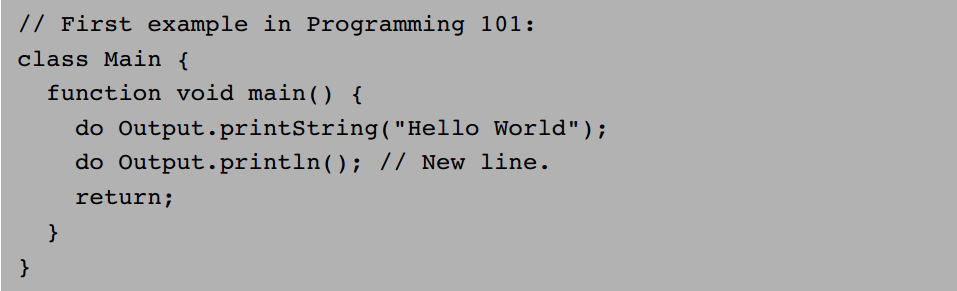 // First example in Programming 101:
class Main {
  function void main() {
    do Output.printString("Hello World");
    do Output.println(); // New line.
    return;
  }
}